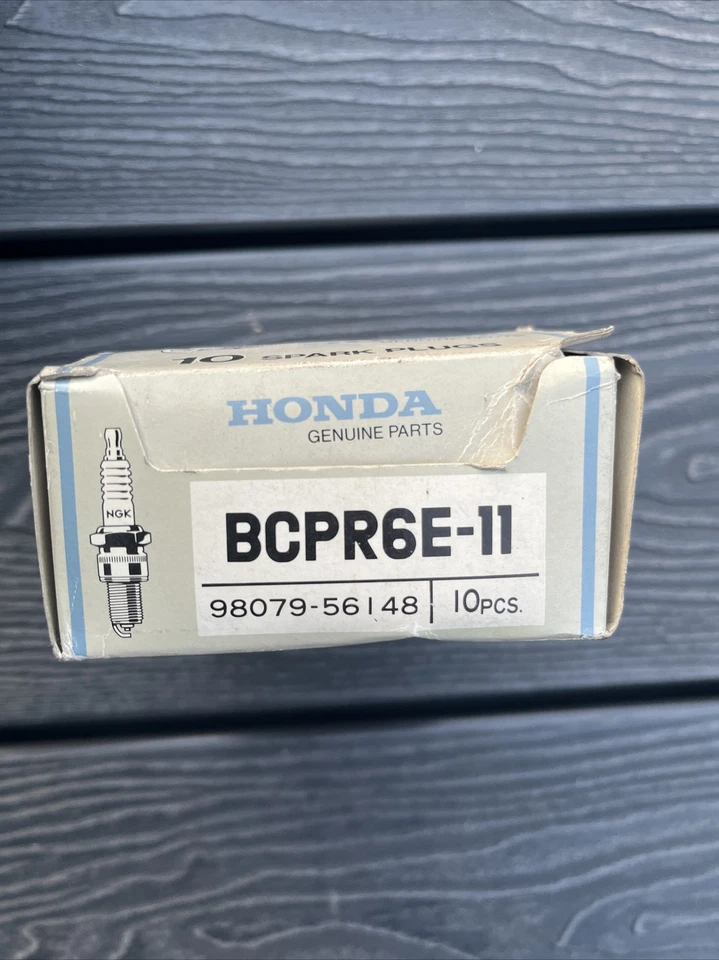 10 SPARK PLUGS
HONDA
GENUINE PARTS
NGK
BCPR6E-11
98079-56148
10PCS.